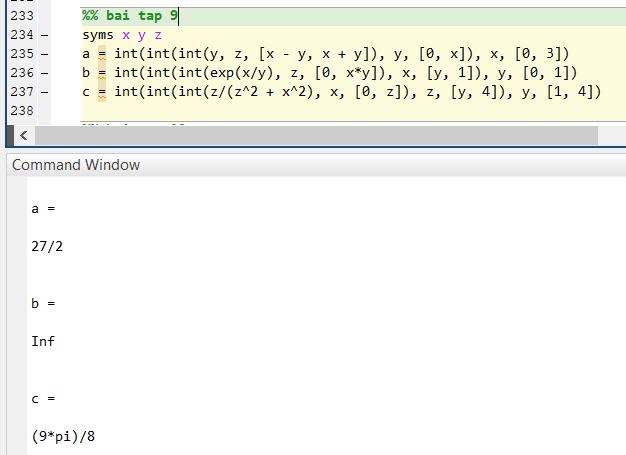 233 %% bai tap 9
234 – syms x y z
235 – a = int(int(int(y, z, [x - y, x + y]), y, [0, x]), x, [0, 3])
236 – b = int(int(int(exp(x/y), z, [0, x*y]), x, [y, 1]), y, [0, 1])
237 – c = int(int(int(z/(z^2 + x^2), x, [0, z]), z, [y, 4]), y, [1, 4])
238
Command Window
a =
27/2
b =
Inf
c =
(9*pi)/8